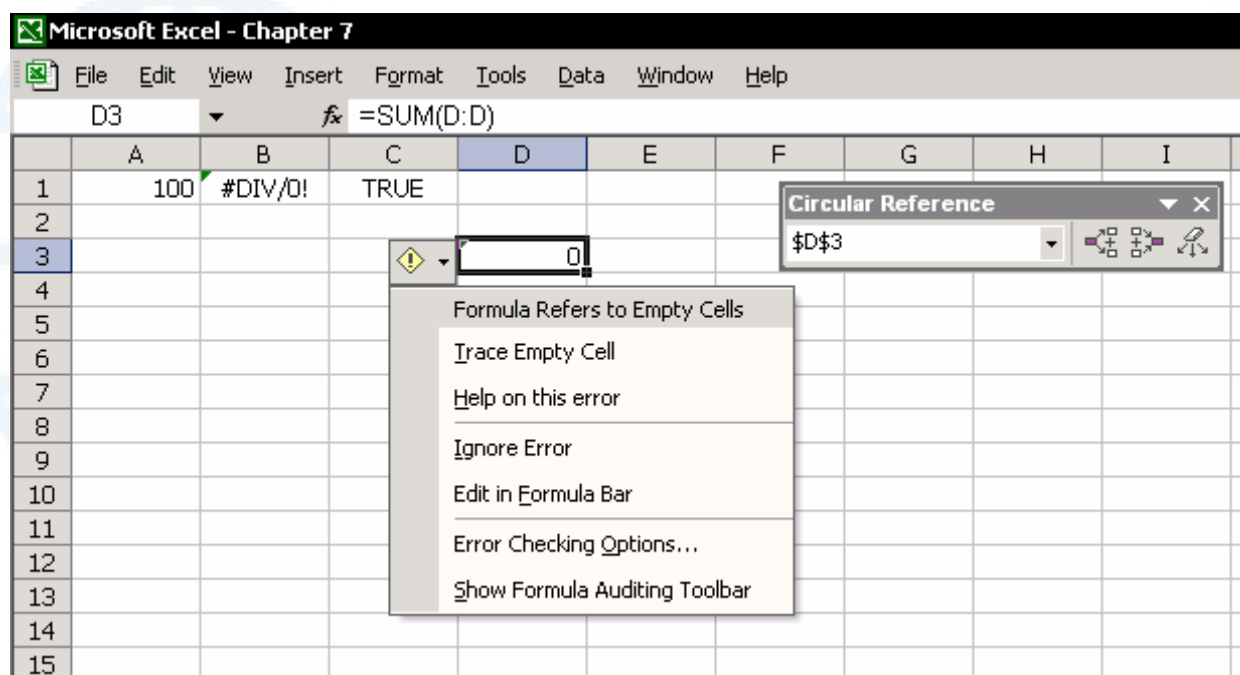 Microsoft Excel - Chapter 7
File Edit View Insert Format Tools Data Window Help
D3 fx =SUM(D:D)
A B C D E F G H I
1 100 #DIV/0! TRUE
Circular Reference
2
$D$3
3 0
4
Formula Refers to Empty Cells
5
6
Trace Empty Cell
7
Help on this error
8
9
Ignore Error
10
Edit in Formula Bar
11
12
Error Checking Options...
13
Show Formula Auditing Toolbar
14
15